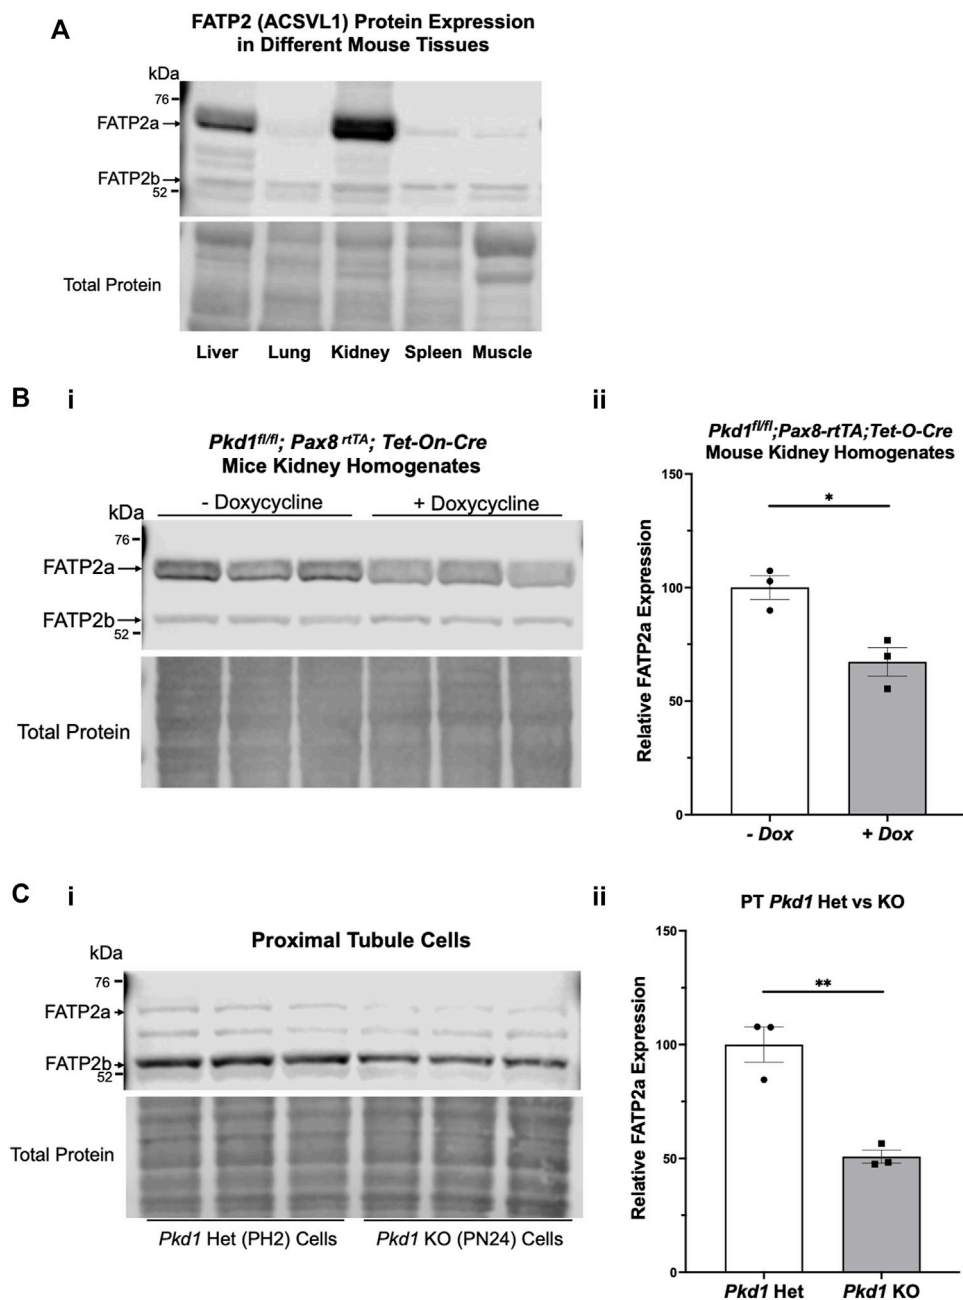 A
FATP2 (ACSVL1) Protein Expression
in Different Mouse Tissues
kDa
76
FATP2a
FATP2b
52
Total Protein
Liver Lung Kidney Spleen Muscle
B i
Pkd1fl/fl; Pax8 rtTA; Tet-On-Cre
Mice Kidney Homogenates
- Doxycycline + Doxycycline
kDa
76
FATP2a
FATP2b
52
Total Protein
ii
Pkd1fl/fl;Pax8-rtTA;Tet-O-Cre
Mouse Kidney Homogenates
Relative FATP2a Expression
150
100
50
0
*
- Dox + Dox
C i
Proximal Tubule Cells
kDa
76
FATP2a
FATP2b
52
Total Protein
Pkd1 Het (PH2) Cells Pkd1 KO (PN24) Cells
ii
PT Pkd1 Het vs KO
Relative FATP2a Expression
150
100
50
0
**
Pkd1 Het Pkd1 KO